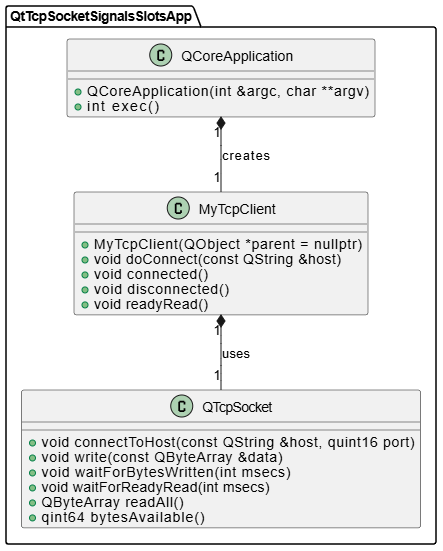 QtTcpSocketSignalsSlotsApp
C QCoreApplication
QCoreApplication(int &argc, char **argv)
int exec()
1
creates
1
C MyTcpClient
MyTcpClient(QObject *parent = nullptr)
void doConnect(const QString &host)
void connected()
void disconnected()
void readyRead()
1
uses
1
C QTcpSocket
void connectToHost(const QString &host, quint16 port)
void write(const QByteArray &data)
void waitForBytesWritten(int msecs)
void waitForReadyRead(int msecs)
QByteArray readAll()
qint64 bytesAvailable()